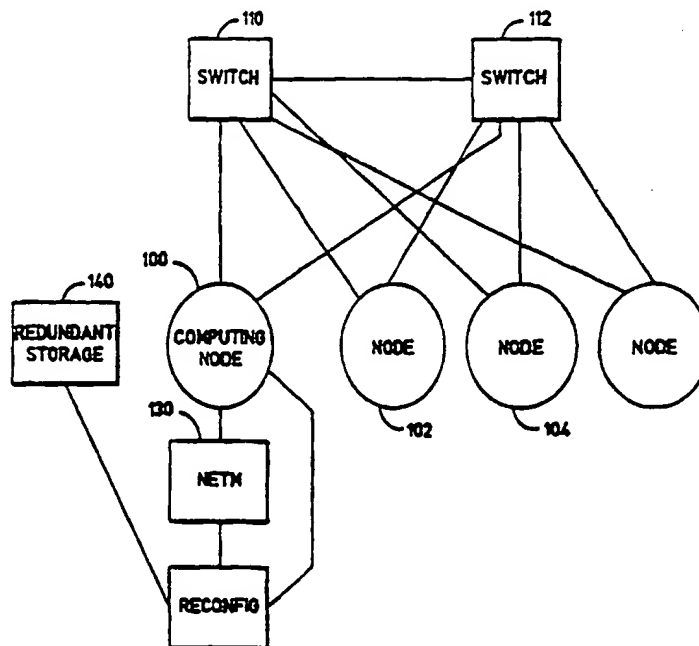 110
112
SWITCH
SWITCH
100
140
REDUNDANT
STORAGE
COMPUTING
NODE
NODE
NODE
NODE
130
102
104
NETM
RECONFIG